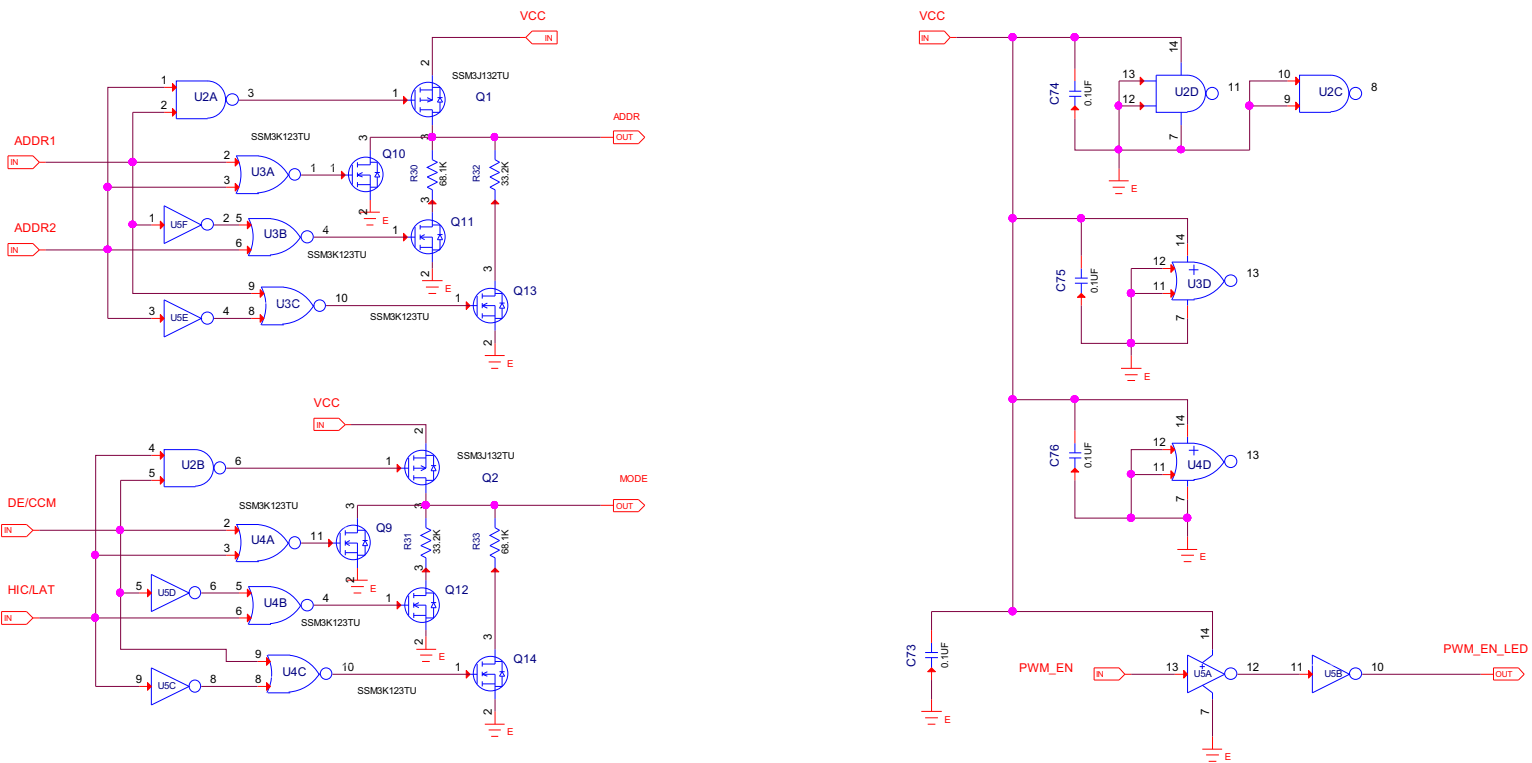 VCC
IN
SSM3J132TU
Q1
2
1
1
2
U2A
3
ADDR
OUT
3
ADDR1
IN
SSM3K123TU
2
3
U3A
1
1
3
Q10
2
E
R30
68.1K
R32
33.2K
ADDR2
IN
1
U5F
2
5
6
U3B
4
SSM3K123TU
3
1
Q11
2
E
9
8
U3C
10
3
U5E
4
SSM3K123TU
3
1
Q13
2
E
VCC
IN
2
SSM3J132TU
1
Q2
4
5
U2B
6
MODE
OUT
3
DE/CCM
IN
SSM3K123TU
2
3
U4A
11
3
1
Q9
2
E
R31
33.2K
R33
68.1K
HIC/LAT
IN
5
U5D
6
5
6
U4B
4
SSM3K123TU
3
1
Q12
2
E
9
8
U4C
10
9
U5C
8
SSM3K123TU
3
1
Q14
2
E
VCC
IN
14
C74
0.1UF
13
12
U2D
11
7
10
9
U2C
8
E
14
C75
0.1UF
12
11
U3D
13
7
E
14
C76
0.1UF
12
11
U4D
13
7
E
C73
0.1UF
E
PWM_EN
IN
14
13
U5A
12
7
E
11
U5B
10
PWM_EN_LED
OUT